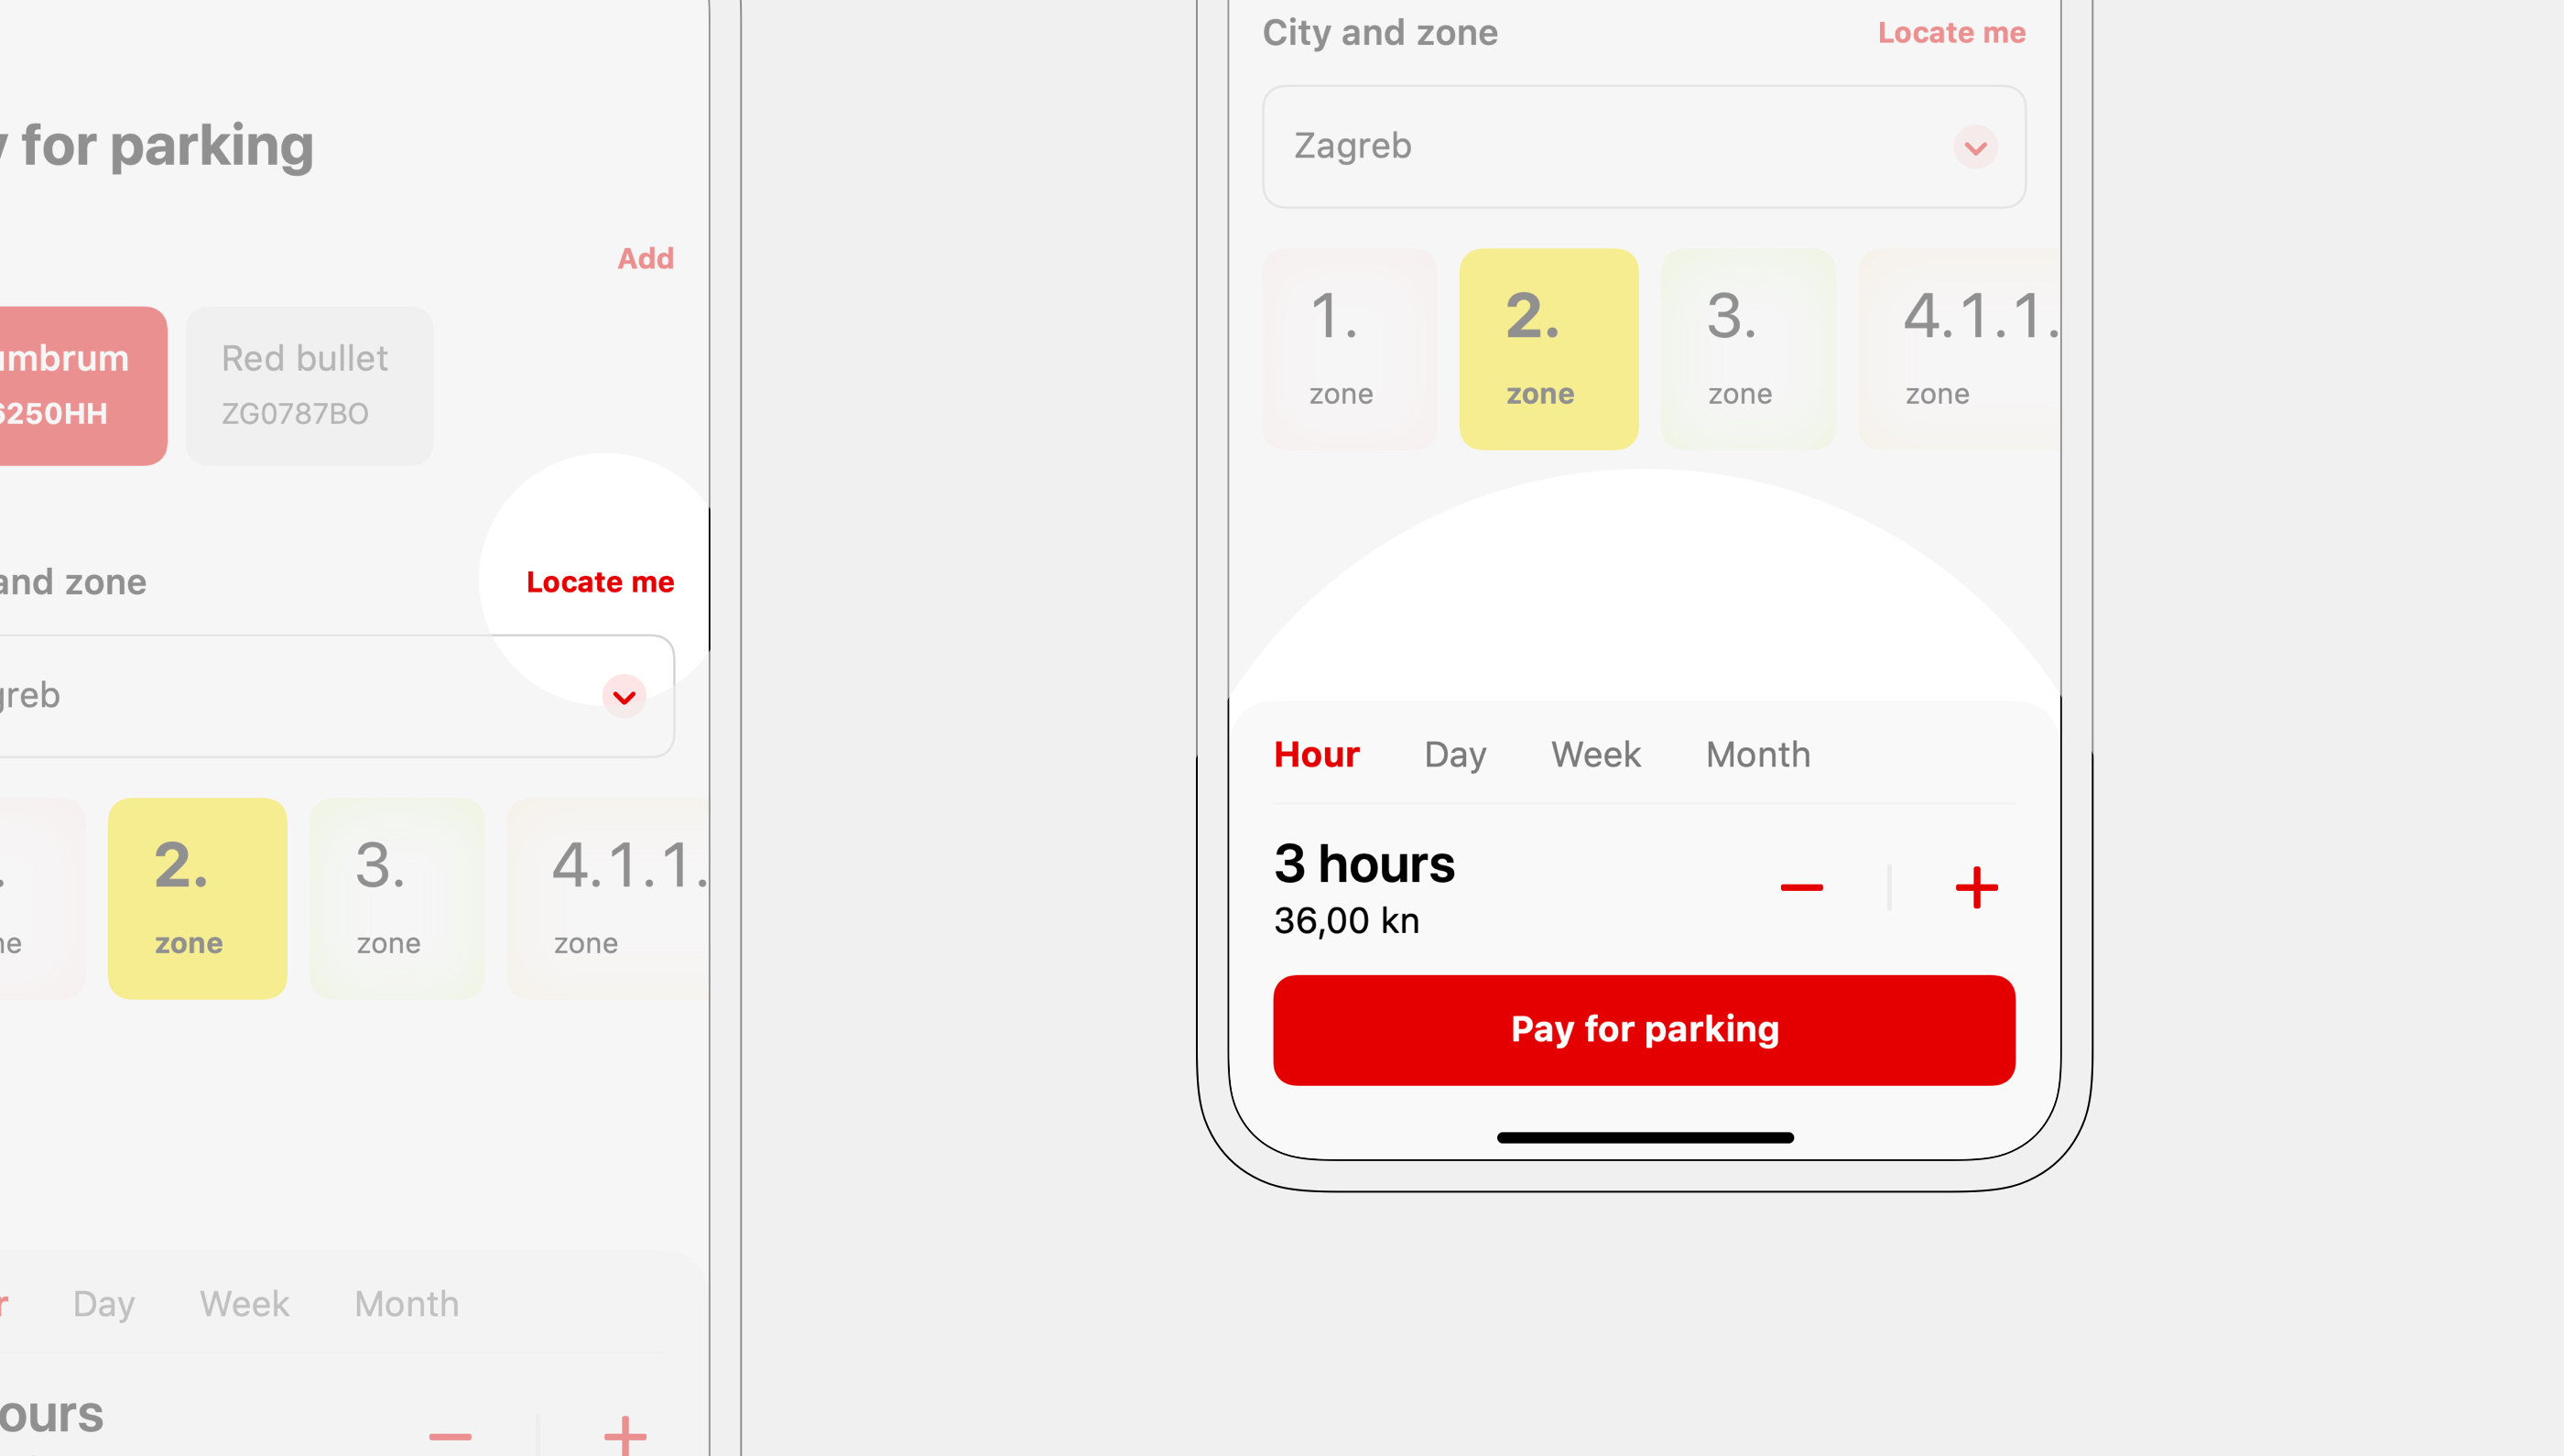 for parking
Add
umbrum
6250HH
Red bullet
ZG0787BO
and zone
Locate me
greb
2.
zone
3.
zone
4.1.1.
zone
Day
Week
Month
ours
City and zone
Locate me
Zagreb
1.
zone
2.
zone
3.
zone
4.1.1.
zone
Hour
Day
Week
Month
3 hours
36,00 kn
Pay for parking